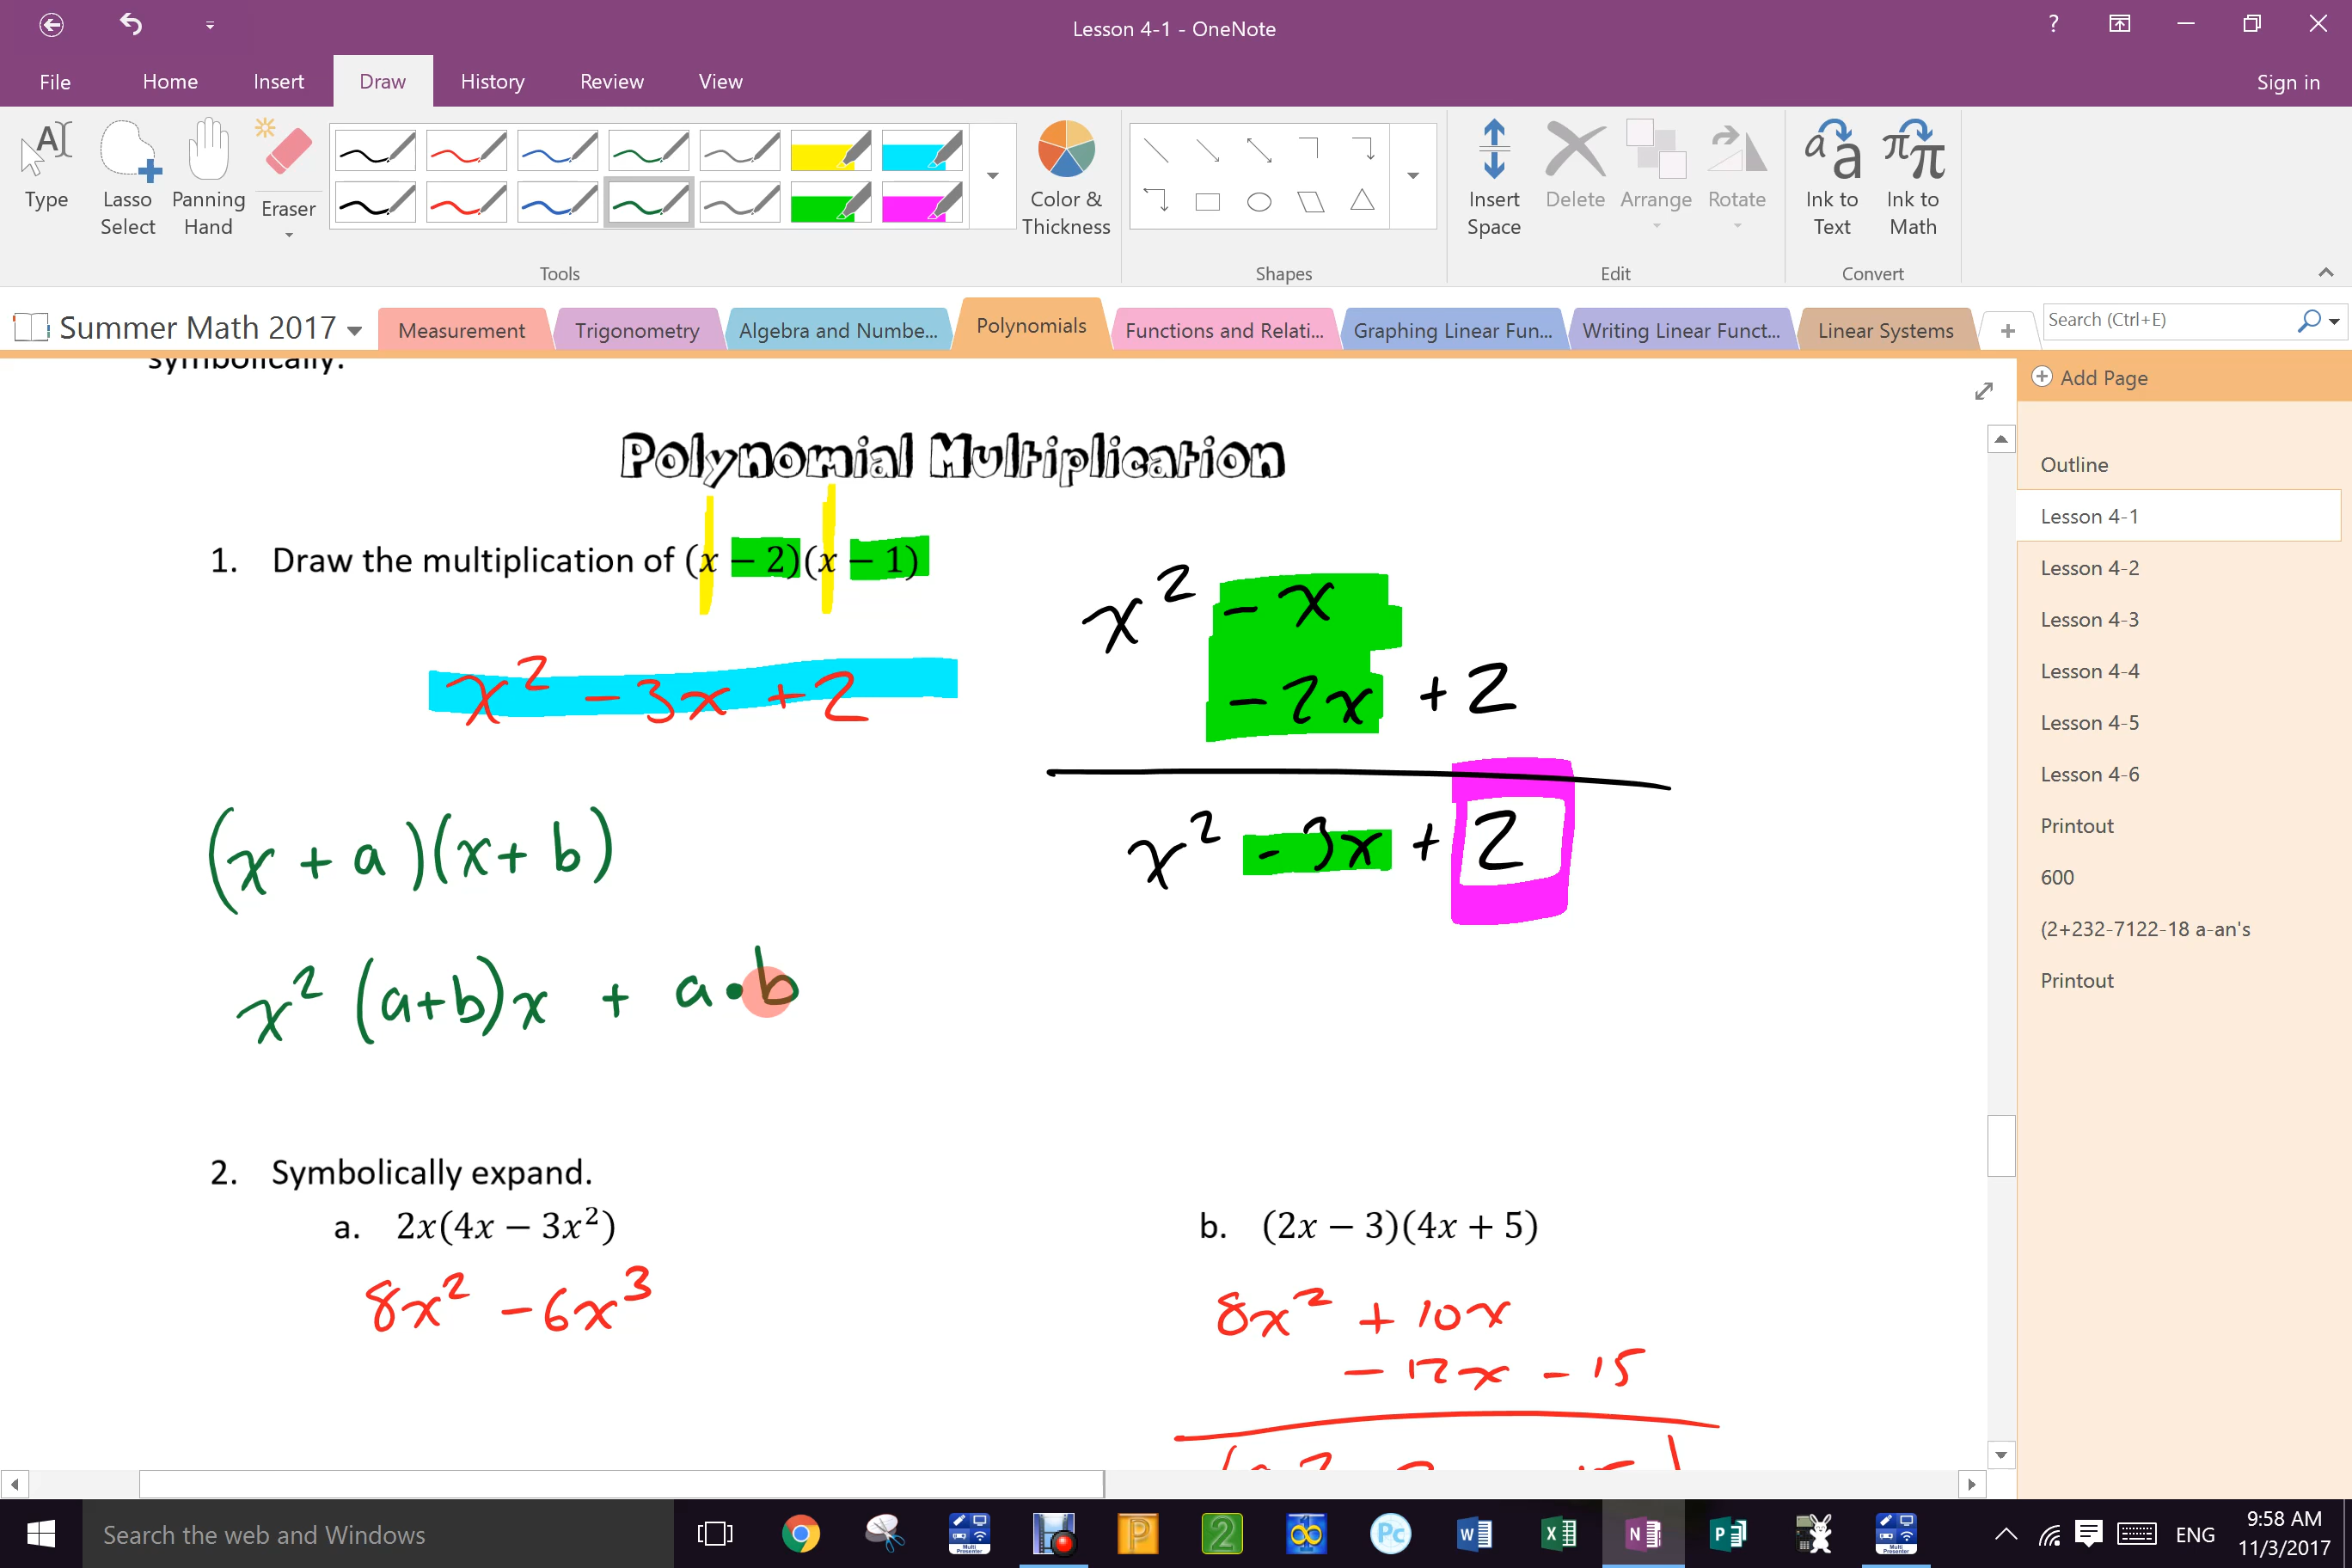 Lesson 4-1 - OneNote
?
File Home Insert Draw History Review View Sign in
Type
Lasso Select
Panning Hand
Eraser
Color & Thickness
Insert Space
Delete
Arrange
Rotate
Ink to Text
Ink to Math
Tools
Shapes
Edit
Convert
Summer Math 2017
Measurement
Trigonometry
Algebra and Numbe...
Polynomials
Functions and Relati...
Graphing Linear Fun...
Writing Linear Funct...
Linear Systems
+
Search (Ctrl+E)
symbolically.
Polynomial Multiplication
1. Draw the multiplication of (x − 2)(x − 1)
x² − x
− 2x + 2
x² − 3x + 2
x² − 3x + 2
(x + a)(x + b)
x² (a+b)x + a • b
2. Symbolically expand.
a. 2x(4x − 3x²)
8x² − 6x³
b. (2x − 3)(4x + 5)
8x² + 10x
− 12x − 15
Add Page
Outline
Lesson 4-1
Lesson 4-2
Lesson 4-3
Lesson 4-4
Lesson 4-5
Lesson 4-6
Printout
600
(2+232-7122-18 a-an's
Printout
Search the web and Windows
ENG
9:58 AM
11/3/2017